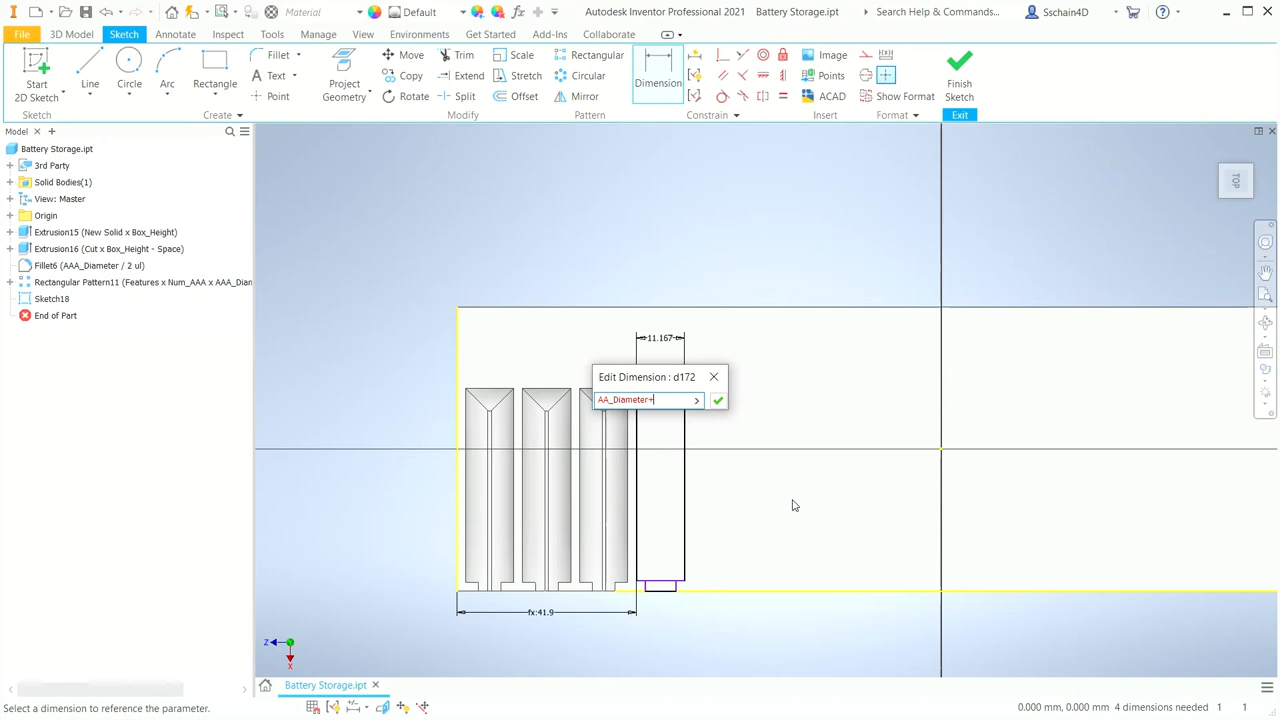 Material
Default
Autodesk Inventor Professional 2021
Battery Storage.ipt
Search Help & Commands...
Sschain4D
File
3D Model
Sketch
Annotate
Inspect
Tools
Manage
View
Environments
Get Started
Add-Ins
Collaborate
Start
2D Sketch
Line
Circle
Arc
Rectangle
Fillet
Text
Point
Project
Geometry
Move
Copy
Rotate
Trim
Extend
Split
Scale
Stretch
Offset
Rectangular
Circular
Mirror
Dimension
Image
Points
ACAD
Show Format
Finish
Sketch
Sketch
Create
Modify
Pattern
Constrain
Insert
Format
Exit
Model
Battery Storage.ipt
3rd Party
Solid Bodies(1)
View: Master
Origin
Extrusion15 (New Solid x Box_Height)
Extrusion16 (Cut x Box_Height - Space)
Fillet6 (AAA_Diameter / 2 ul)
Rectangular Pattern11 (Features x Num_AAA x AAA_Diam
Sketch18
End of Part
TOP
11.167
Edit Dimension : d172
AA_Diameter+
fx:41.9
Z
X
Battery Storage.ipt
Select a dimension to reference the parameter.
0.000 mm, 0.000 mm
4 dimensions needed
1
1